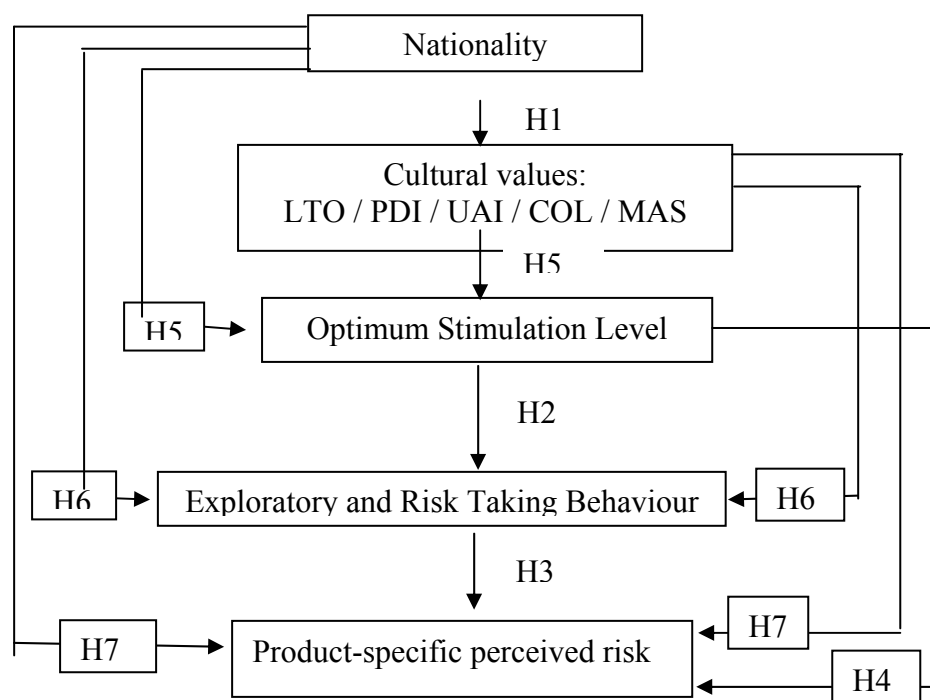 Nationality
H1
Cultural values:
LTO / PDI / UAI / COL / MAS
H5
H5
Optimum Stimulation Level
H2
H6
Exploratory and Risk Taking Behaviour
H6
H3
H7
Product-specific perceived risk
H7
H4